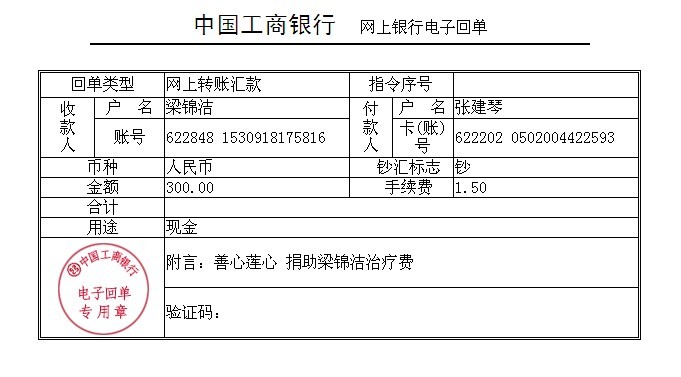 中国工商银行 网上银行电子回单
回单类型 网上转账汇款 指令序号
收款人 户 名 梁锦洁 付款人 户 名 张建琴
账号 622848 1530918175816 卡(账)号 622202 0502004422593
币种 人民币 钞汇标志 钞
金额 300.00 手续费 1.50
合计
用途 现金
附言：善心莲心 捐助梁锦洁治疗费
验证码：
中国工商银行
电子回单
专用章